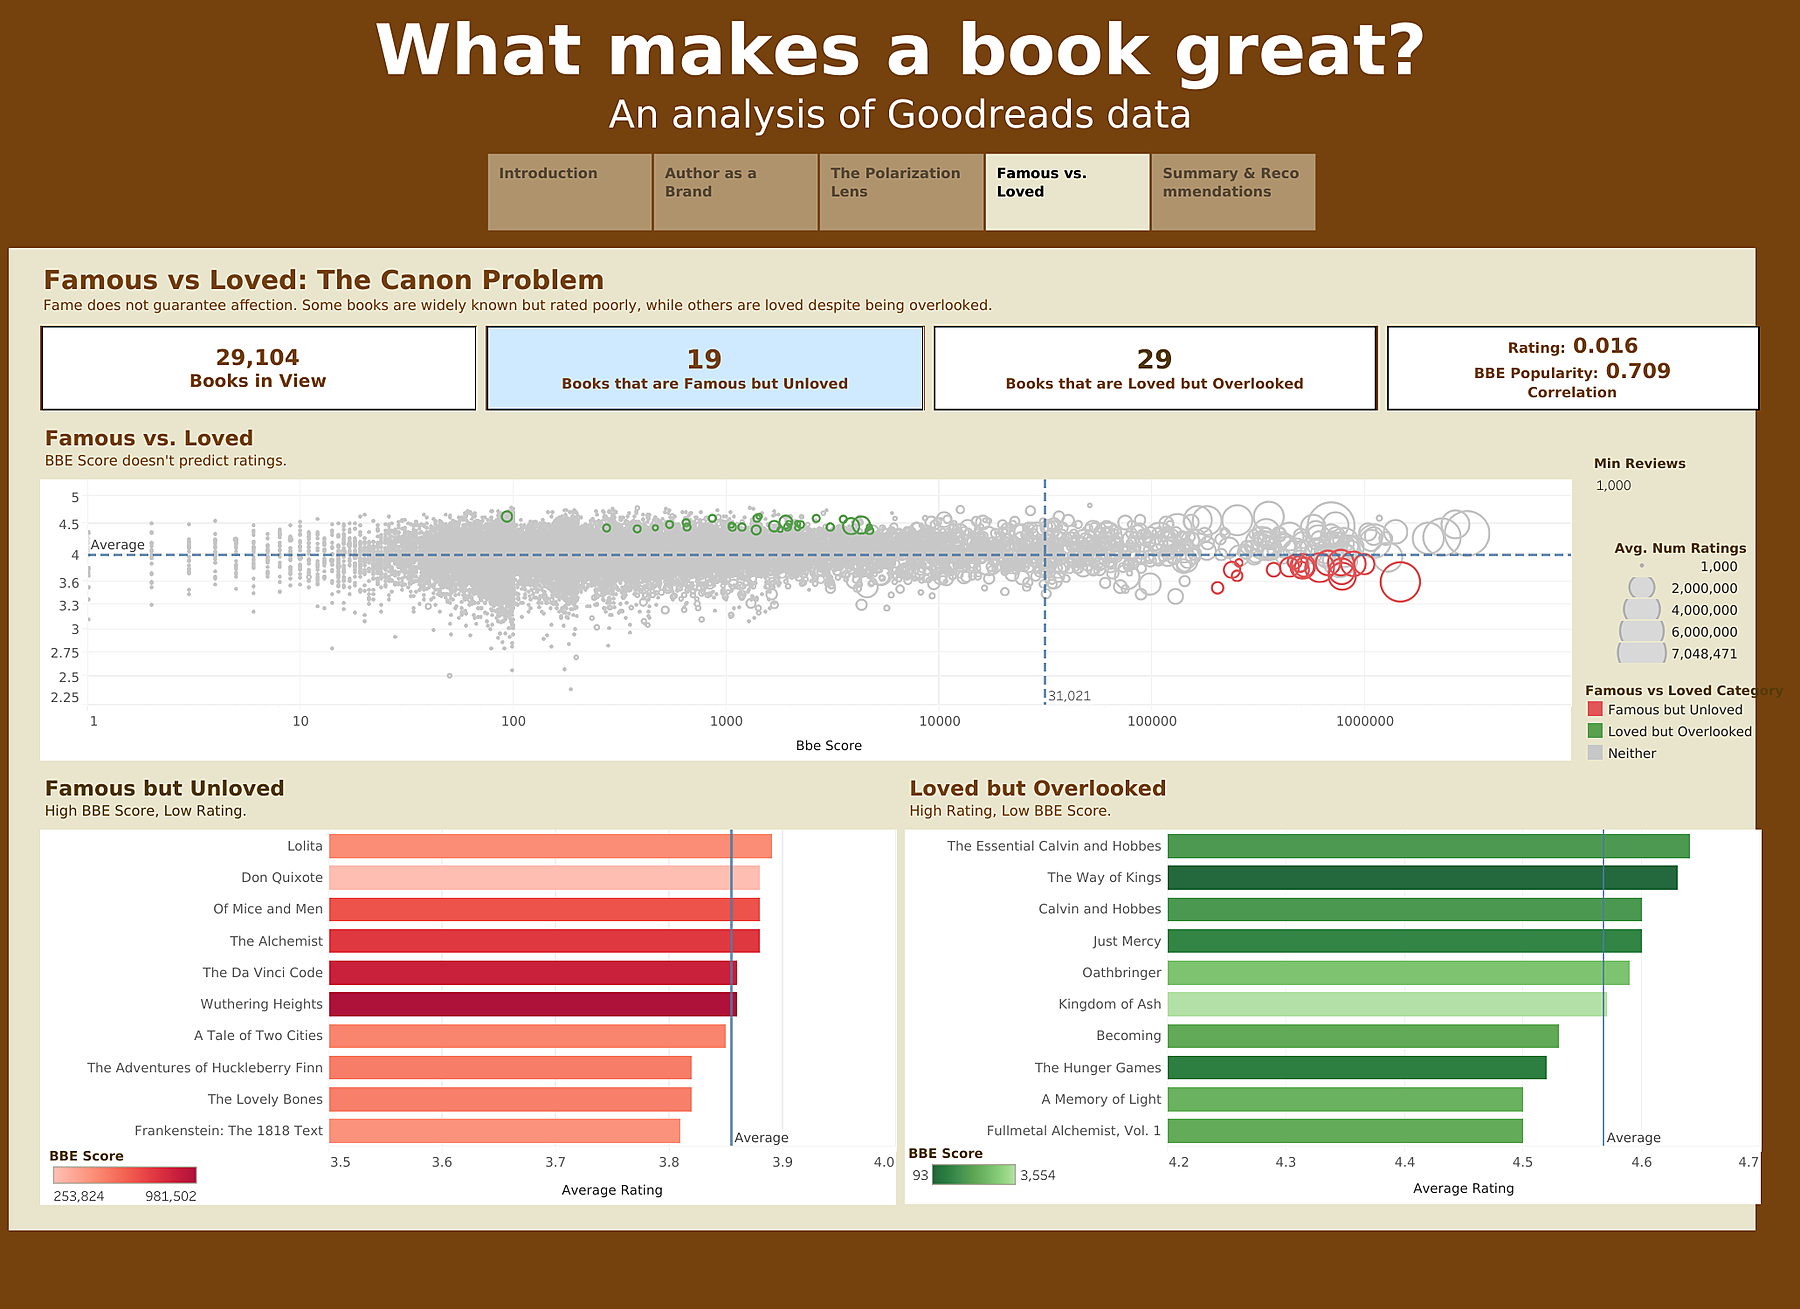 What makes a book great?
An analysis of Goodreads data
Introduction
Author as a
Brand
The Polarization
Lens
Famous vs.
Loved
Summary & Reco
mmendations
Famous vs Loved: The Canon Problem
Fame does not guarantee affection. Some books are widely known but rated poorly, while others are loved despite being overlooked.
29,104
Books in View
19
Books that are Famous but Unloved
29
Books that are Loved but Overlooked
Rating: 0.016
BBE Popularity: 0.709
Correlation
Famous vs. Loved
BBE Score doesn't predict ratings.
5
4.5
Average
4
3.6
3.3
3
2.75
2.5
2.25
31,021
1
10
100
1000
10000
100000
1000000
Bbe Score
Min Reviews
1,000
Avg. Num Ratings
1,000
2,000,000
4,000,000
6,000,000
7,048,471
Famous vs Loved Category
Famous but Unloved
Loved but Overlooked
Neither
Famous but Unloved
High BBE Score, Low Rating.
Lolita
Don Quixote
Of Mice and Men
The Alchemist
The Da Vinci Code
Wuthering Heights
A Tale of Two Cities
The Adventures of Huckleberry Finn
The Lovely Bones
Frankenstein: The 1818 Text
Average
BBE Score
253,824
981,502
3.5
3.6
3.7
3.8
3.9
4.0
Average Rating
Loved but Overlooked
High Rating, Low BBE Score.
The Essential Calvin and Hobbes
The Way of Kings
Calvin and Hobbes
Just Mercy
Oathbringer
Kingdom of Ash
Becoming
The Hunger Games
A Memory of Light
Fullmetal Alchemist, Vol. 1
Average
BBE Score
93
3,554
4.2
4.3
4.4
4.5
4.6
4.7
Average Rating